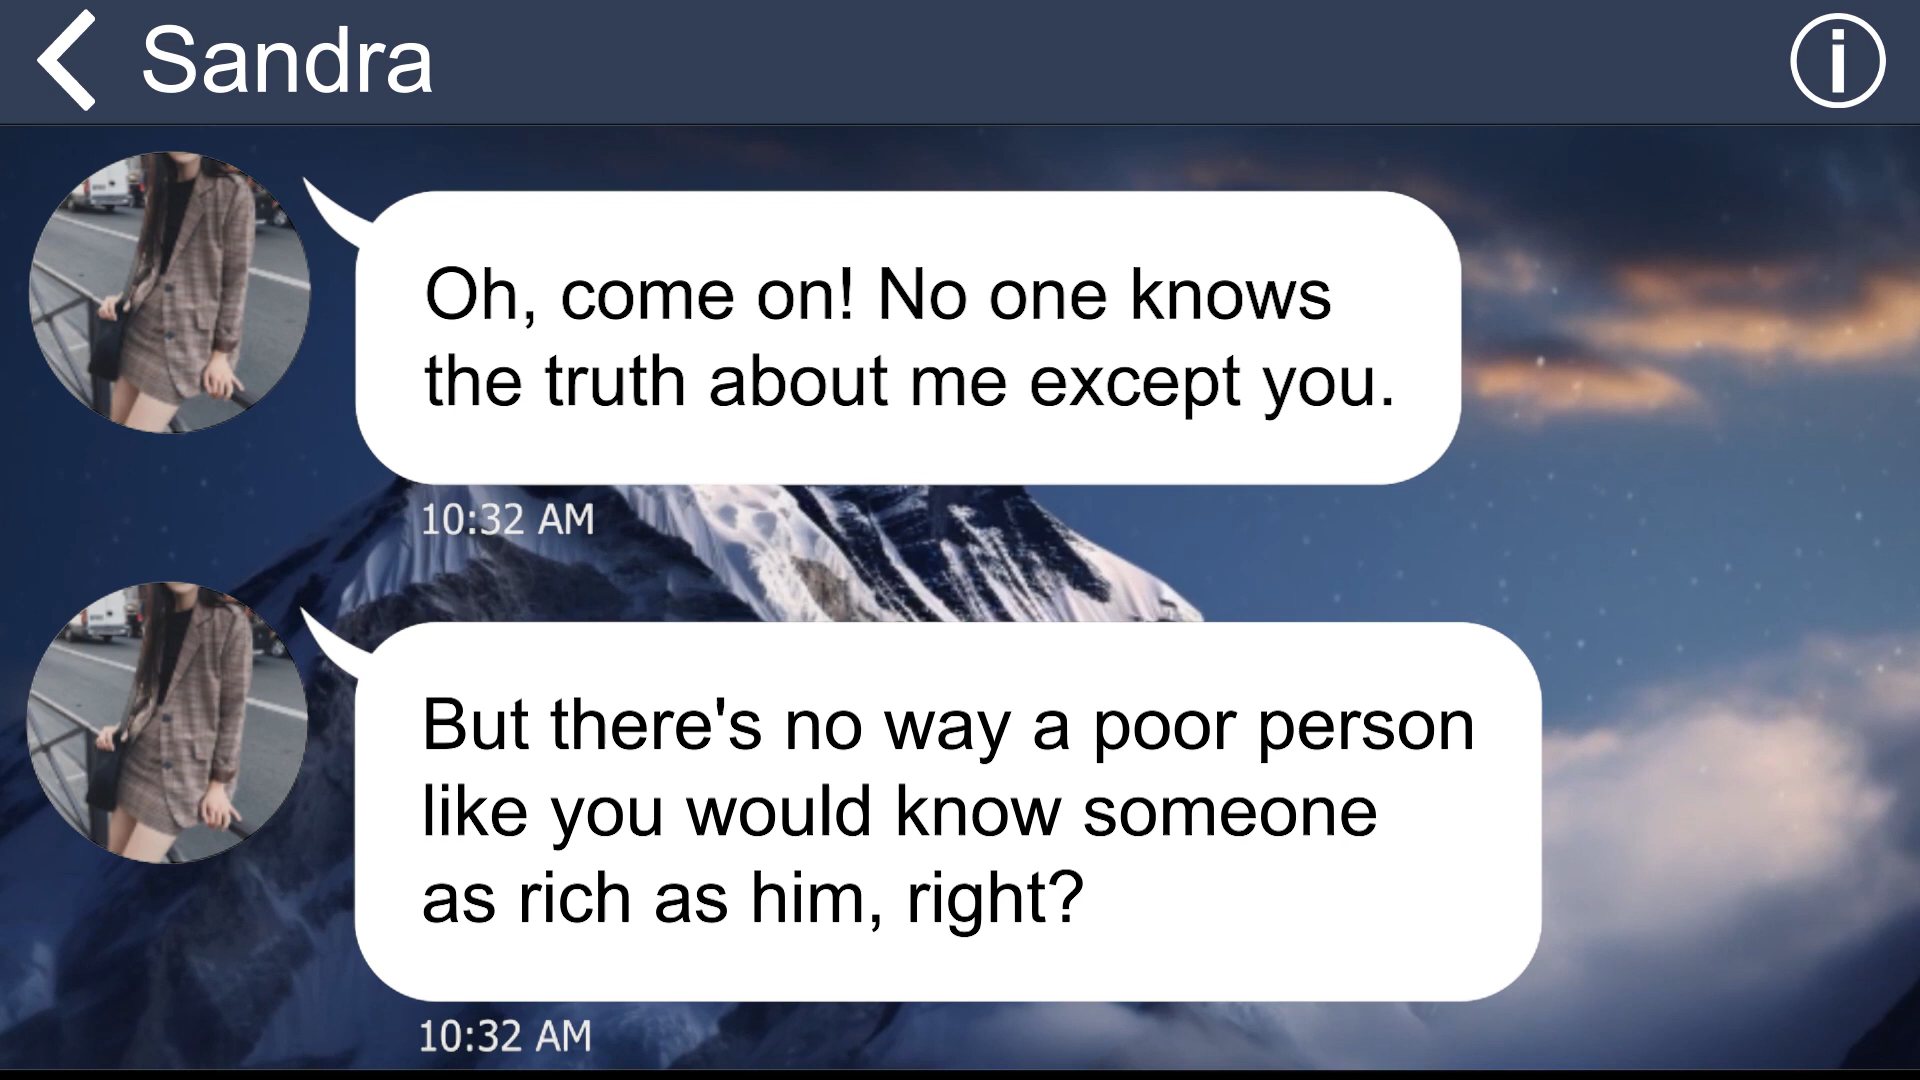 Sandra
Oh, come on! No one knows
the truth about me except you.
10:32 AM
But there's no way a poor person
like you would know someone
as rich as him, right?
10:32 AM